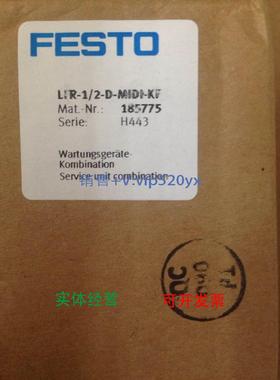 FESTO
LFR-1/2-D-MIDI-KF
Mat.-Nr.: 185775
Serie: H443
Wartungsgeräte-
Kombination
Service unit combination
销售+v:vip520yx
实体经营
可开发票